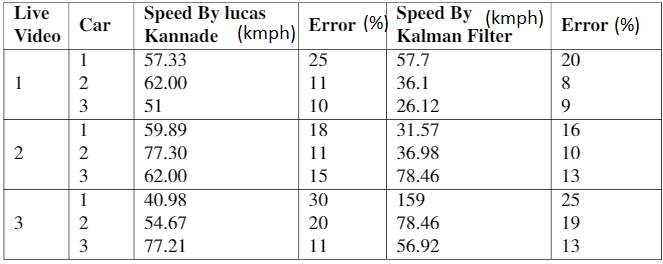 Live Video Car Speed By lucas Kannade (kmph) Error (%) Speed By Kalman Filter (kmph) Error (%)
1 57.33 25 57.7 20
1 2 62.00 11 36.1 8
3 51 10 26.12 9
1 59.89 18 31.57 16
2 2 77.30 11 36.98 10
3 62.00 15 78.46 13
1 40.98 30 159 25
3 2 54.67 20 78.46 19
3 77.21 11 56.92 13